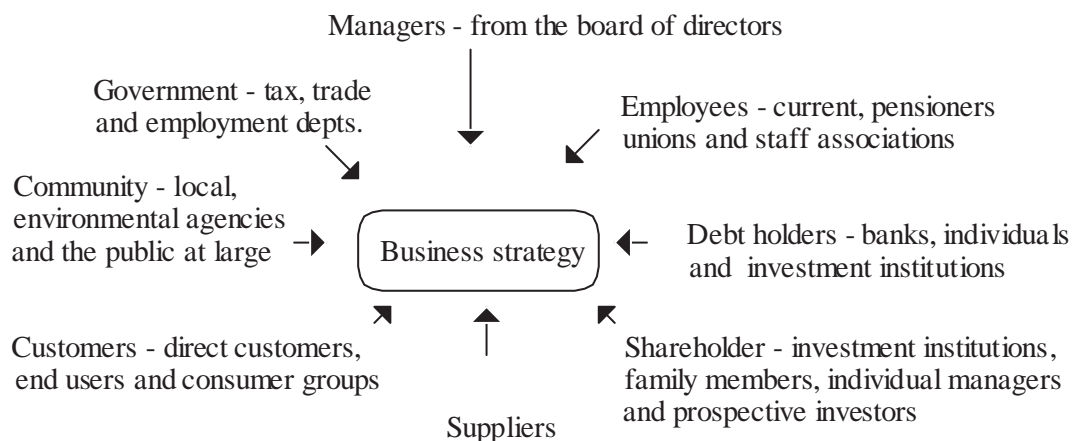 Managers - from the board of directors
Government - tax, trade
and employment depts.
Employees - current, pensioners
unions and staff associations
Community - local,
environmental agencies
and the public at large
Business strategy
Debt holders - banks, individuals
and investment institutions
Customers - direct customers,
end users and consumer groups
Shareholder - investment institutions,
family members, individual managers
and prospective investors
Suppliers